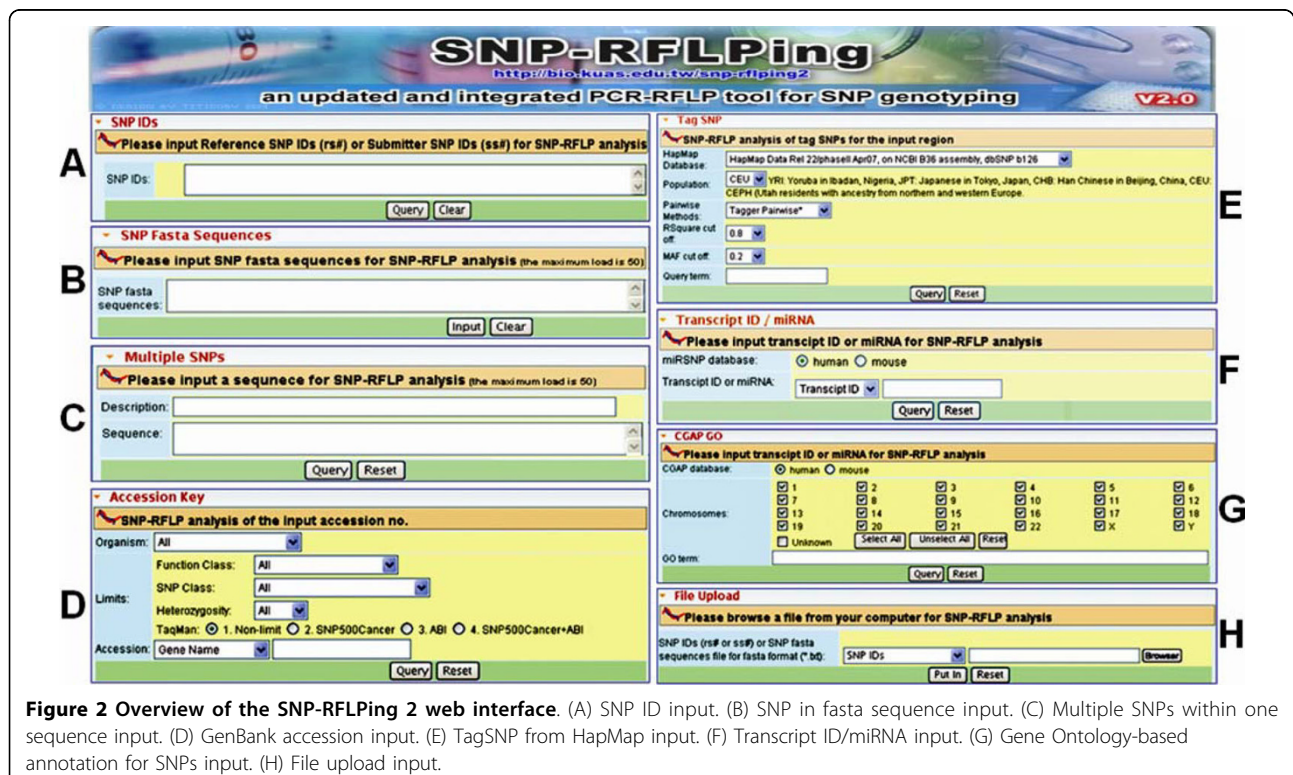 SNP-RFLPing
http://bio.kuas.edu.tw/snp-rflping2
an updated and integrated PCR-RFLP tool for SNP genotyping
V2.0
A
SNP IDs
Please input Reference SNP IDs (rs#) or Submitter SNP IDs (ss#) for SNP-RFLP analysis
SNP IDs:
Query Clear
B
SNP Fasta Sequences
Please input SNP fasta sequences for SNP-RFLP analysis (the maximum load is 50)
SNP fasta
sequences:
Input Clear
C
Multiple SNPs
Please input a sequnece for SNP-RFLP analysis (the maximum load is 50)
Description:
Sequence:
Query Reset
D
Accession Key
SNP-RFLP analysis of the input accession no.
Organism: All
Limits:
Function Class: All
SNP Class: All
Heterozygosity: All
TaqMan: 1. Non-limit 2. SNP500Cancer 3. ABI 4. SNP500Cancer+ABI
Accession: Gene Name
Query Reset
E
Tag SNP
SNP-RFLP analysis of tag SNPs for the input region
HapMap
Database: HapMap Data Rel 22/phaseII Apr07, on NCBI B36 assembly, dbSNP b126
Population: CEU YRI: Yoruba in Ibadan, Nigeria, JPT: Japanese in Tokyo, Japan, CHB: Han Chinese in Beijing, China, CEU:
CEPH (Utah residents with ancestry from northern and western Europe.
Pairwise
Methods: Tagger Pairwise*
RSquare cut
off: 0.8
MAF cut off: 0.2
Query term:
Query Reset
F
Transcript ID / miRNA
Please input transcipt ID or miRNA for SNP-RFLP analysis
miRSNP database: human mouse
Transcipt ID or miRNA: Transcipt ID
Query Reset
G
CGAP GO
Please input transcipt ID or miRNA for SNP-RFLP analysis
CGAP database: human mouse
Chromosomes:
1 2 3 4 5 6
7 8 9 10 11 12
13 14 15 16 17 18
19 20 21 22 X Y
Unknown Select All Unselect All Reset
GO term:
Query Reset
H
File Upload
Please browse a file from your computer for SNP-RFLP analysis
SNP IDs (rs# or ss#) or SNP fasta
sequences file for fasta format (*.txt): SNP IDs Browser
Put In Reset
Figure 2 Overview of the SNP-RFLPing 2 web interface. (A) SNP ID input. (B) SNP in fasta sequence input. (C) Multiple SNPs within one
sequence input. (D) GenBank accession input. (E) TagSNP from HapMap input. (F) Transcript ID/miRNA input. (G) Gene Ontology-based
annotation for SNPs input. (H) File upload input.